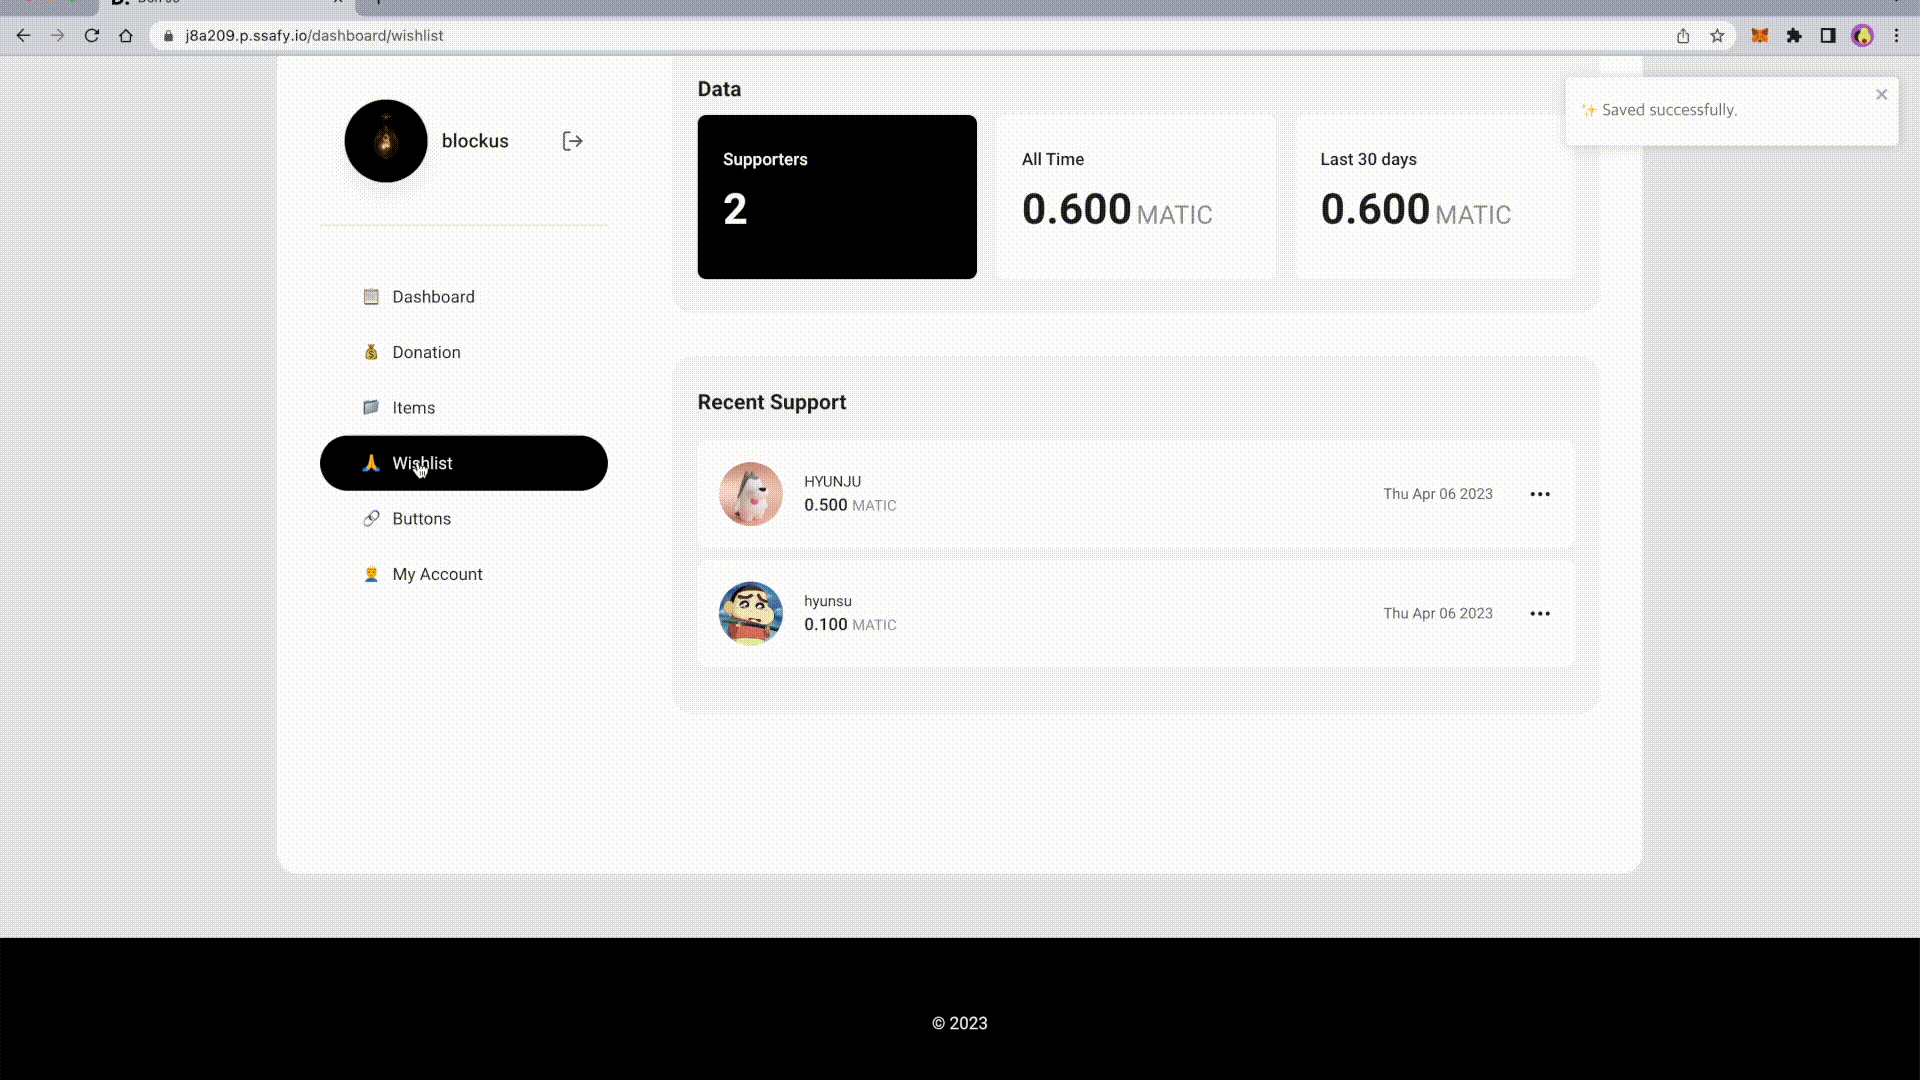 j8a209.p.ssafy.io/dashboard/wishlist
✨ Saved successfully.
blockus
Dashboard
Donation
Items
Wishlist
Buttons
My Account
Data
Supporters
2
All Time
0.600 MATIC
Last 30 days
0.600 MATIC
Recent Support
HYUNJU
0.500 MATIC
Thu Apr 06 2023
hyunsu
0.100 MATIC
Thu Apr 06 2023
© 2023